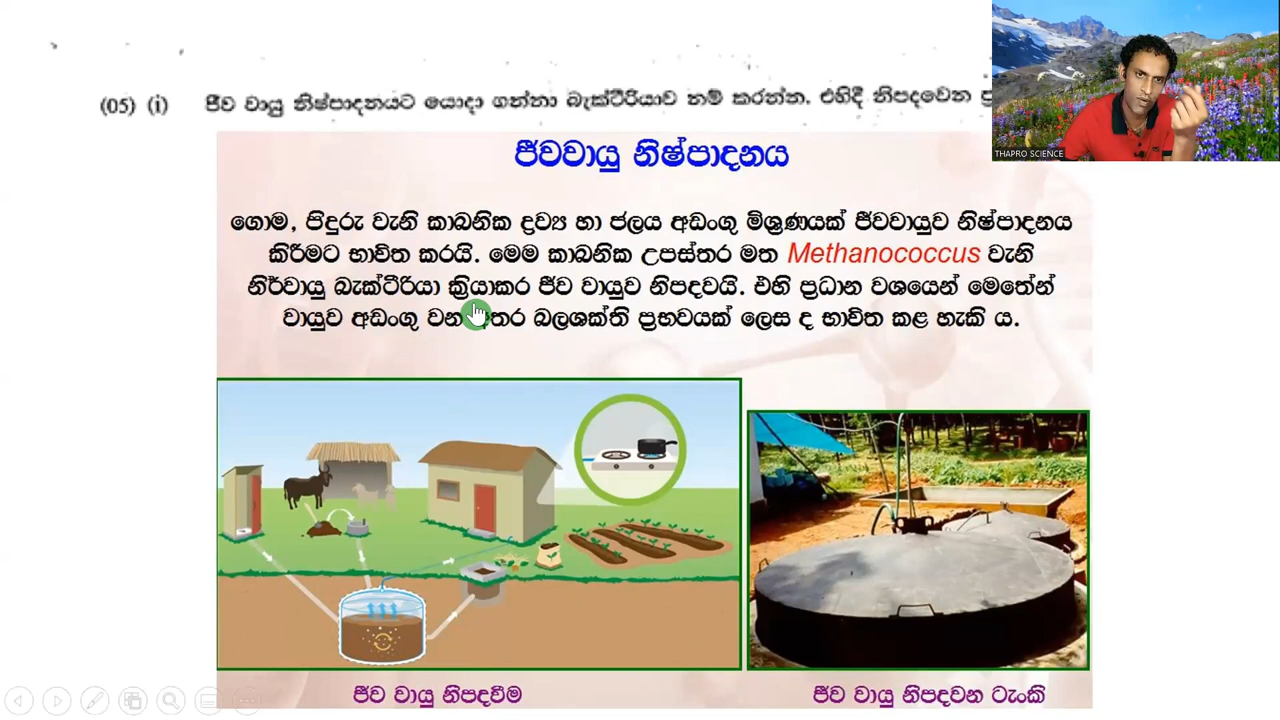 (05) (i) ජීව වායු නිෂ්පාදනයට යොදා ගන්නා බැක්ටීරියාව නම් කරන්න. එහිදී නිපදවෙන
THAPRO SCIENCE
ජීවවායු නිෂ්පාදනය
ගොම, පිදුරු වැනි කාබනික ද්‍රව්‍ය හා ජලය අඩංගු මිශ්‍රණයක් ජීවවායුව නිෂ්පාදනය
කිරීමට භාවිත කරයි. මෙම කාබනික උපස්තර මත Methanococcus වැනි
නිර්වායු බැක්ටීරියා ක්‍රියාකර ජීව වායුව නිපදවයි. එහි ප්‍රධාන වශයෙන් මෙතේන්
වායුව අඩංගු වන අතර බලශක්ති ප්‍රභවයක් ලෙස ද භාවිත කළ හැකි ය.
ජීව වායු නිපදවීම
ජීව වායු නිපදවන ටැංකි